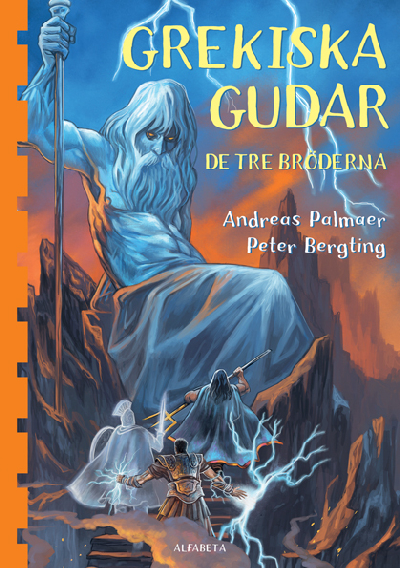 GREKISKA
GUDAR
DE TRE BRÖDERNA
Andreas Palmaer
Peter Bergting
ALFABETA